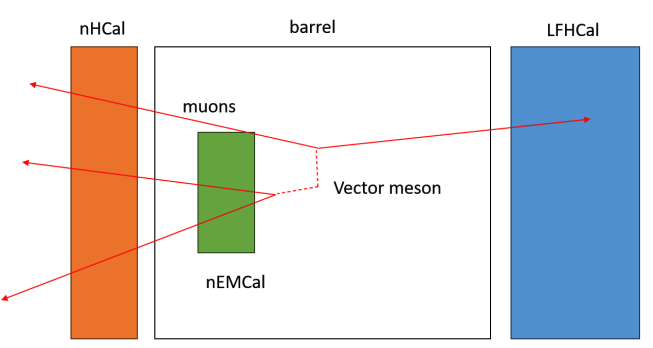 nHCal
barrel
LFHCal
muons
Vector meson
nEMCal